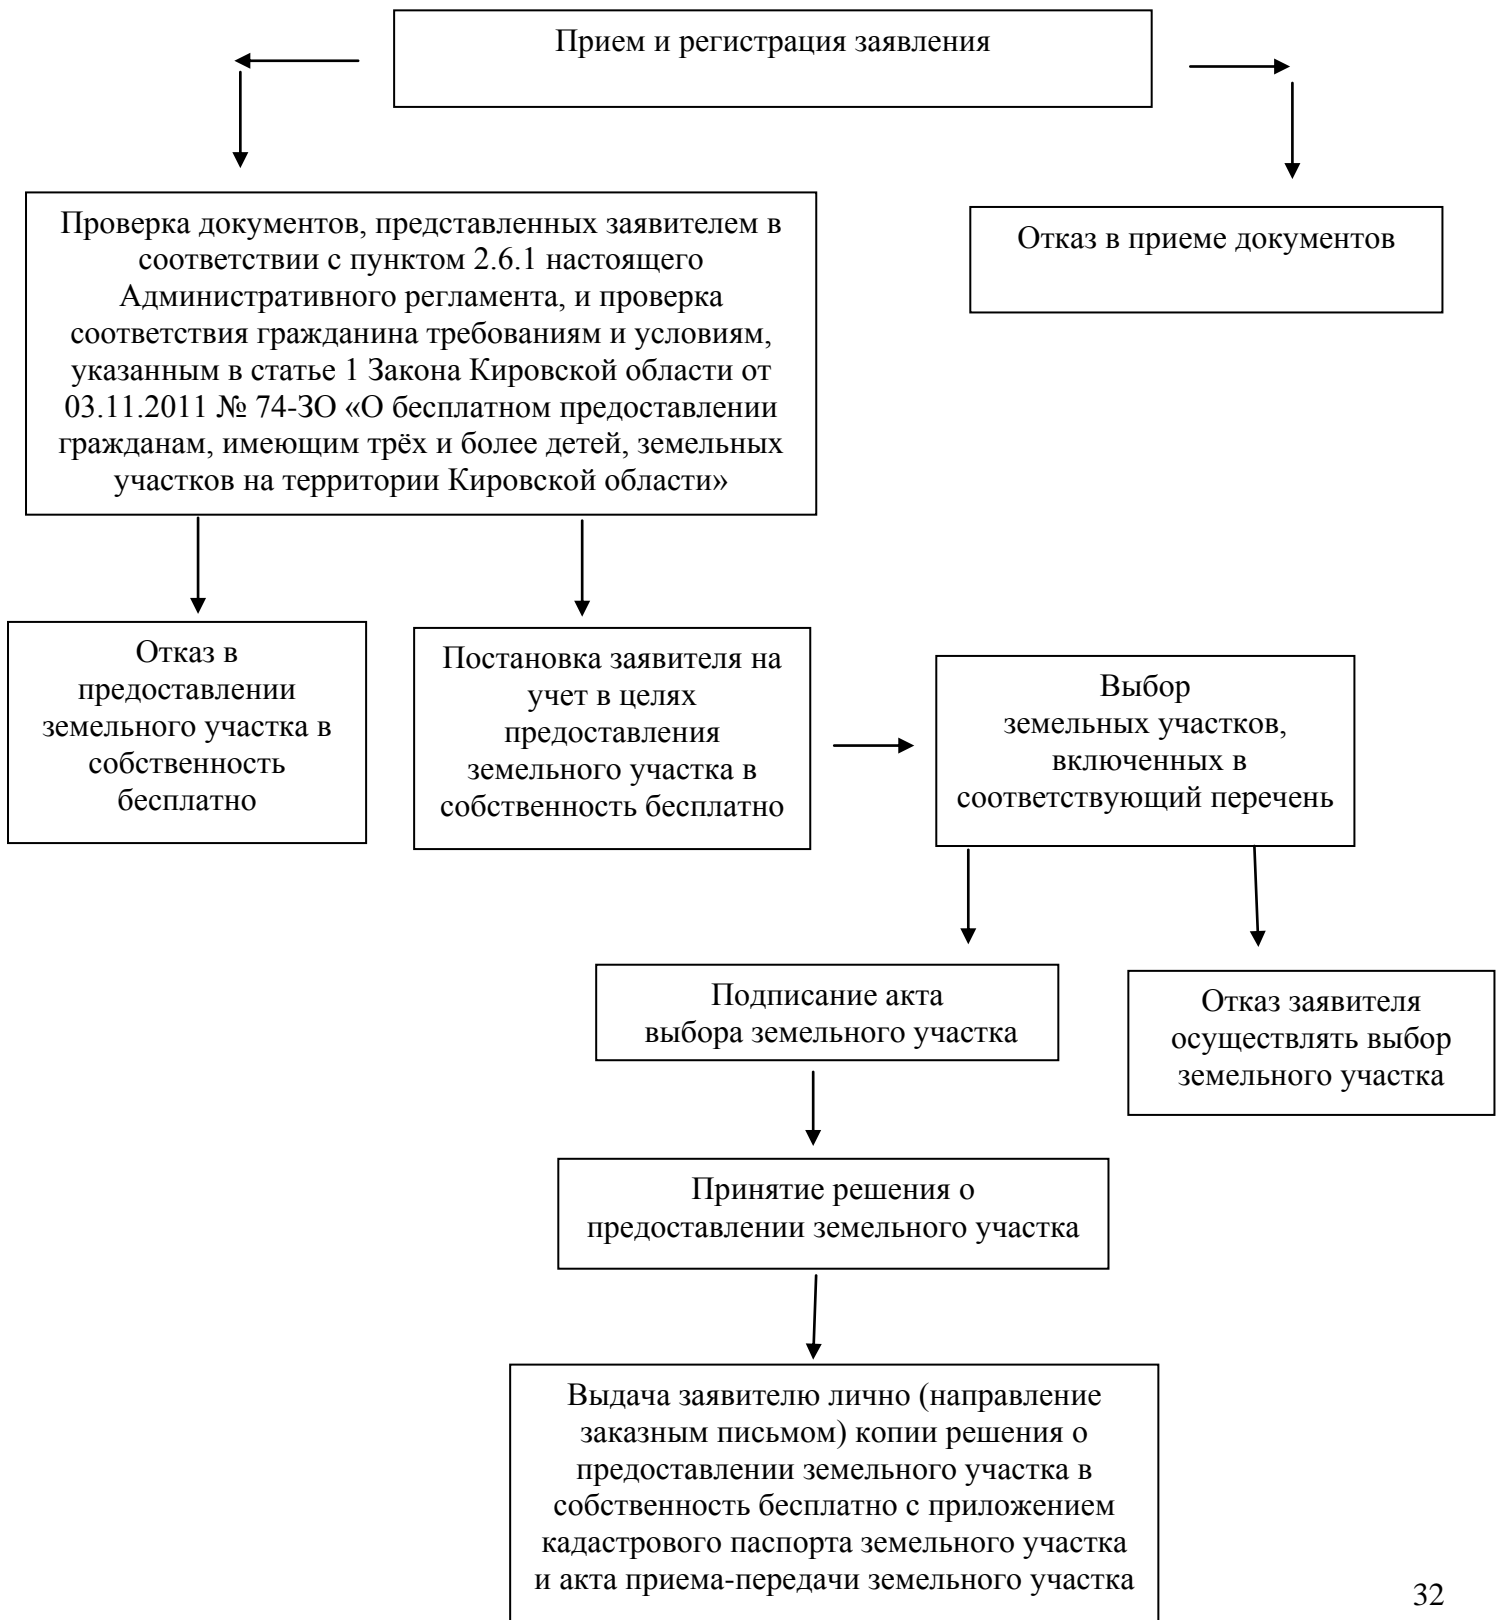 Прием и регистрация заявления
Проверка документов, представленных заявителем в
соответствии с пунктом 2.6.1 настоящего
Административного регламента, и проверка
соответствия гражданина требованиям и условиям,
указанным в статье 1 Закона Кировской области от
03.11.2011 № 74-ЗО «О бесплатном предоставлении
гражданам, имеющим трёх и более детей, земельных
участков на территории Кировской области»
Отказ в приеме документов
Отказ в
предоставлении
земельного участка в
собственность
бесплатно
Постановка заявителя на
учет в целях
предоставления
земельного участка в
собственность бесплатно
Выбор
земельных участков,
включенных в
соответствующий перечень
Подписание акта
выбора земельного участка
Отказ заявителя
осуществлять выбор
земельного участка
Принятие решения о
предоставлении земельного участка
Выдача заявителю лично (направление
заказным письмом) копии решения о
предоставлении земельного участка в
собственность бесплатно с приложением
кадастрового паспорта земельного участка
и акта приема-передачи земельного участка
32